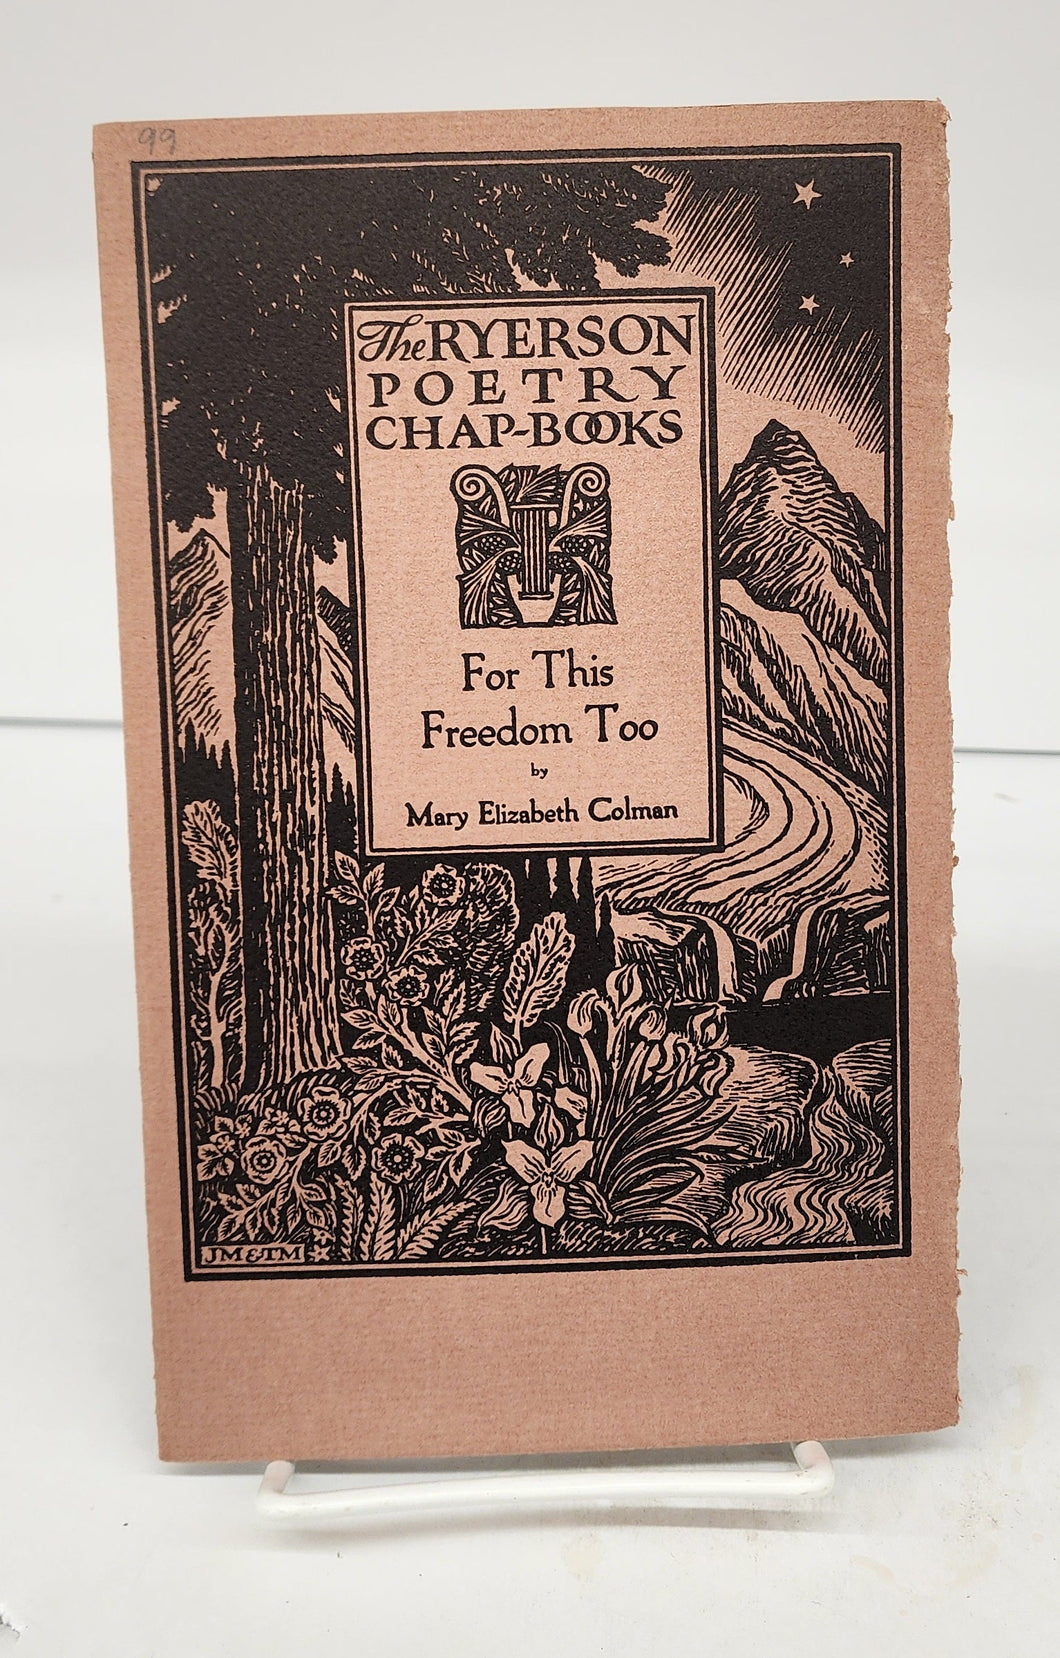 99
The RYERSON
POETRY
CHAP-BOOKS
For This
Freedom Too
by
Mary Elizabeth Colman
JM & TM